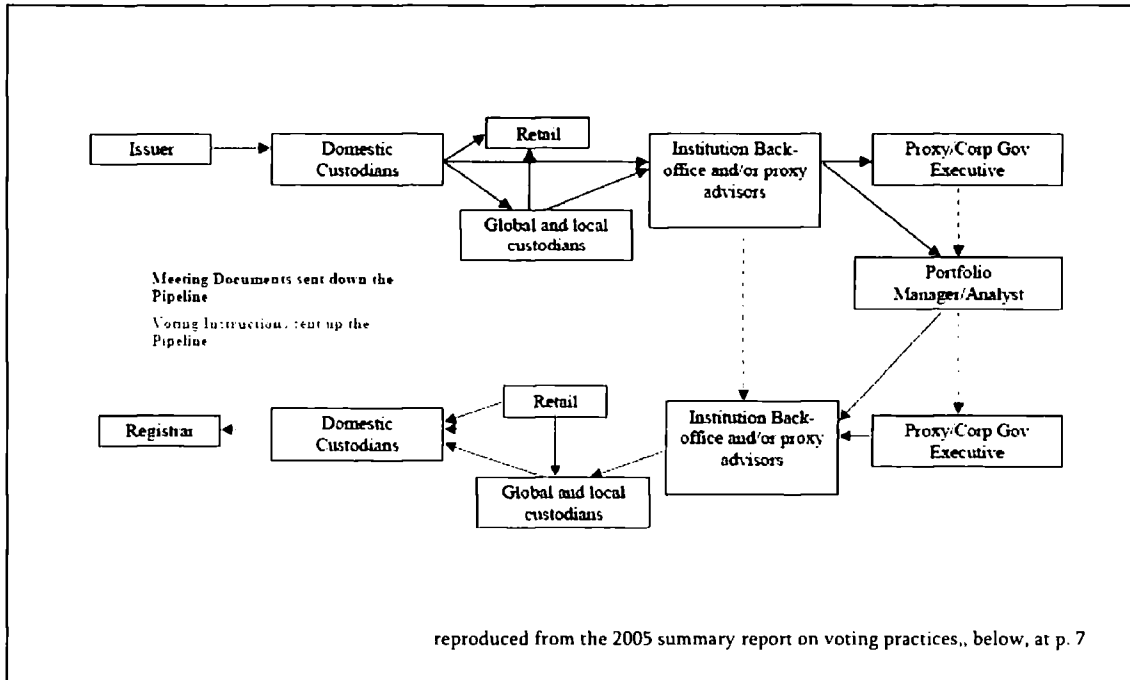 Issuer
Domestic
Custodians
Retail
Global and local
custodians
Institution Back-
office and/or proxy
advisors
Proxy/Corp Gov
Executive
Portfolio
Manager/Analyst
Meeting Documents sent down the
Pipeline
Voting Instructions sent up the
Pipeline
Registrar
Domestic
Custodians
Retail
Global and local
custodians
Institution Back-
office and/or proxy
advisors
Proxy/Corp Gov
Executive
reproduced from the 2005 summary report on voting practices,, below, at p. 7